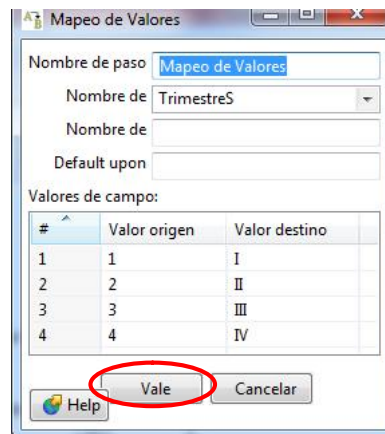 Mapeo de Valores
Nombre de paso Mapeo de Valores
Nombre de TrimestreS
Nombre de
Default upon
Valores de campo:
# Valor origen Valor destino
1 1 I
2 2 II
3 3 III
4 4 IV
Vale Cancelar
Help